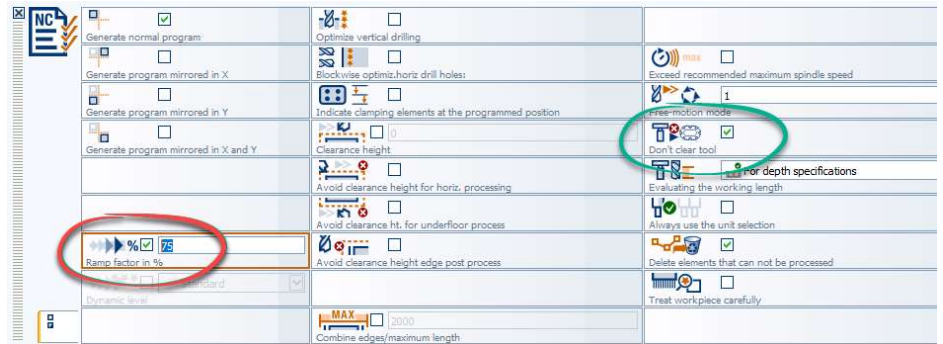 NC
Generate normal program
Optimize vertical drilling
Generate program mirrored in X
Blockwise optimiz.horiz drill holes:
max
Exceed recommended maximum spindle speed
Generate program mirrored in Y
Indicate clamping elements at the programmed position
1
Free-motion mode
Generate program mirrored in X and Y
0
Clearance height
Don't clear tool
Avoid clearance height for horiz. processing
For depth specifications
Evaluating the working length
Avoid clearance ht. for underfloor process
Always use the unit selection
% 75
Ramp factor in %
Avoid clearance height edge post process
Delete elements that can not be processed
Dynamic level
Treat workpiece carefully
MAX 2000
Combine edges/maximum length